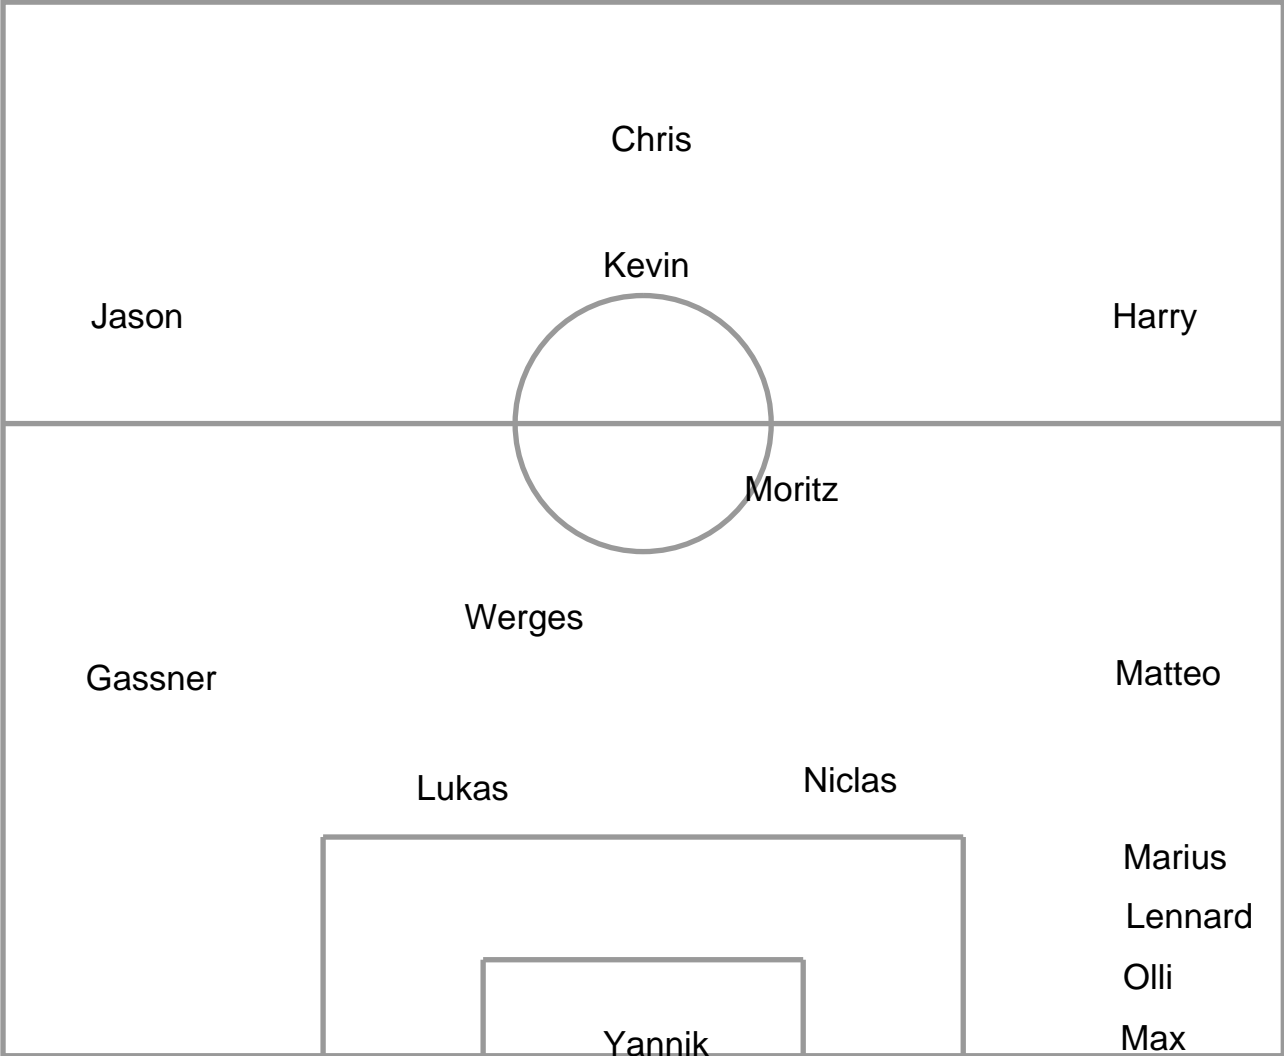 Chris
Kevin
Jason
Harry
Moritz
Werges
Gassner
Matteo
Lukas
Niclas
Marius
Lennard
Olli
Max
Yannik